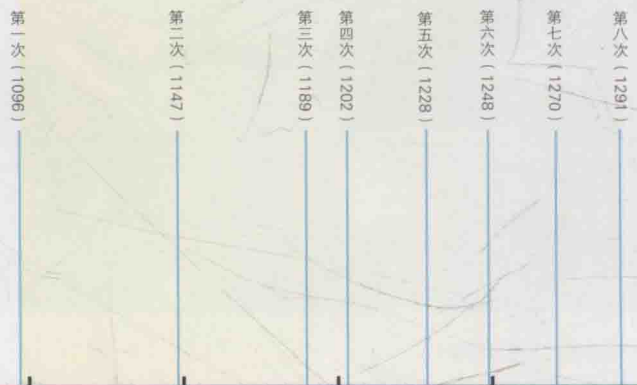 第一次（1096）
第二次（1147）
第三次（1189）
第四次（1202）
第五次（1228）
第六次（1248）
第七次（1270）
第八次（1291）